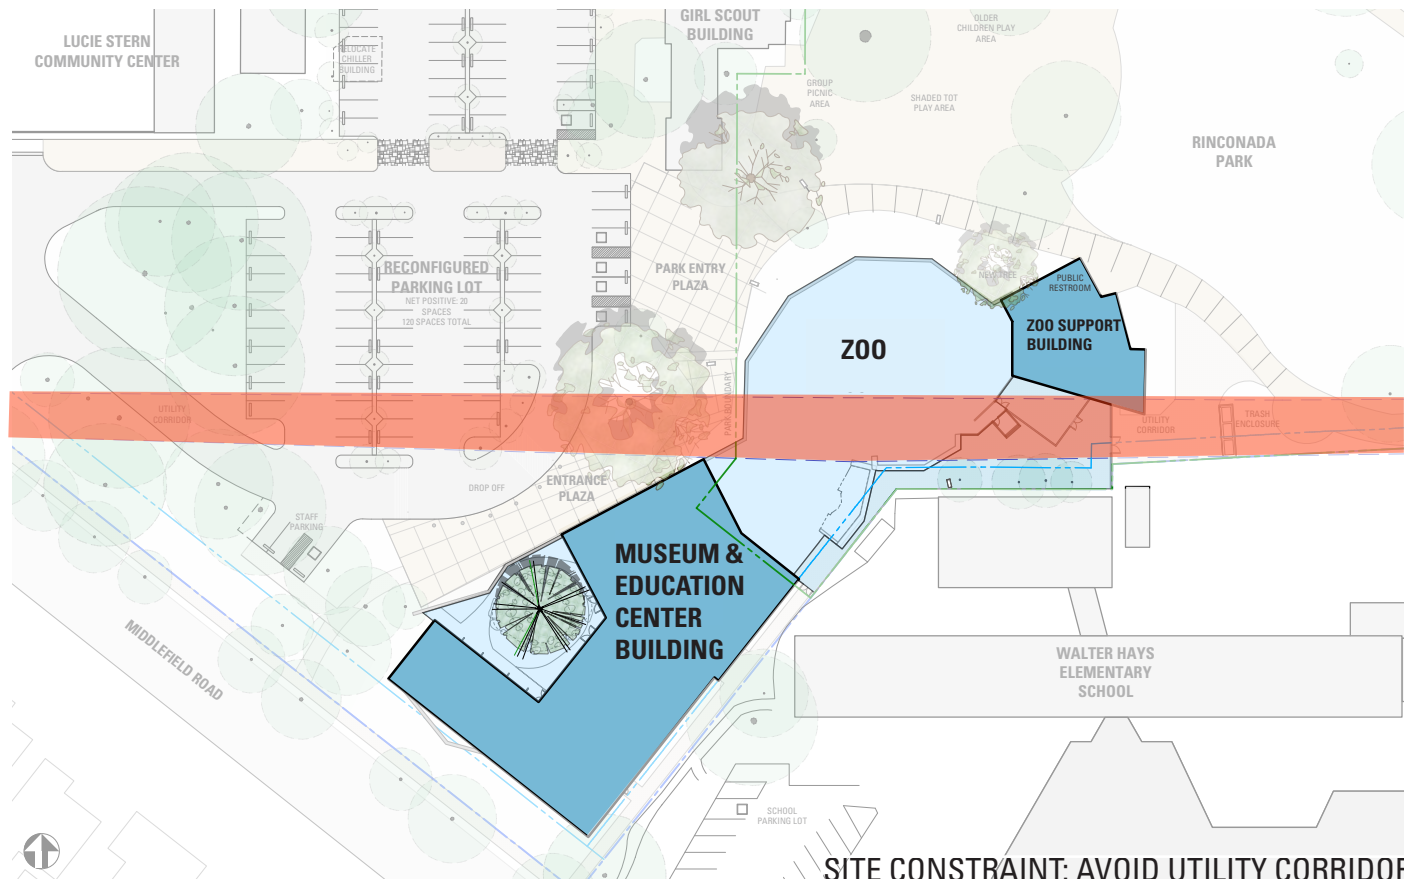 LUCIE STERN
COMMUNITY CENTER
RELOCATE
CHILLER
BUILDING
GIRL SCOUT
BUILDING
OLDER
CHILDREN PLAY
AREA
GROUP
PICNIC
AREA
SHADED TOT
PLAY AREA
RINCONADA
PARK
RECONFIGURED
PARKING LOT
NET POSITIVE: 20
SPACES
120 SPACES TOTAL
PARK ENTRY
PLAZA
NEW TREE
PUBLIC
RESTROOM
ZOO
ZOO SUPPORT
BUILDING
PARK BOUNDARY
UTILITY
CORRIDOR
UTILITY
CORRIDOR
TRASH
ENCLOSURE
DROP OFF
ENTRANCE
PLAZA
STAFF
PARKING
MUSEUM &
EDUCATION
CENTER
BUILDING
MIDDLEFIELD ROAD
WALTER HAYS
ELEMENTARY
SCHOOL
SCHOOL
PARKING LOT
SITE CONSTRAINT: AVOID UTILITY CORRIDOR